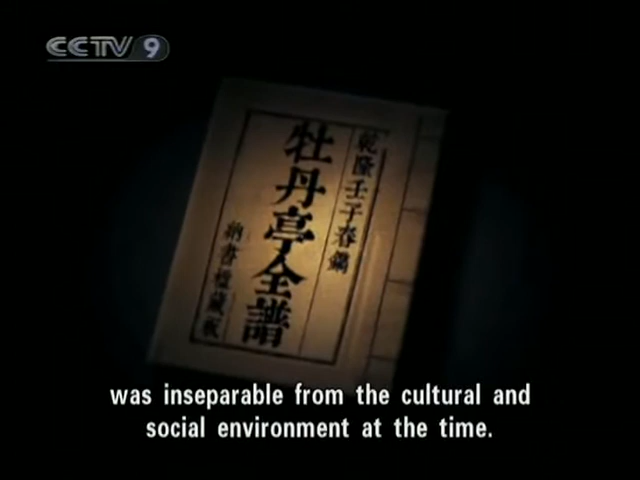 CCTV 9
乾隆壬子春鐫
牡丹亭全譜
納書楹藏板
was inseparable from the cultural and
social environment at the time.